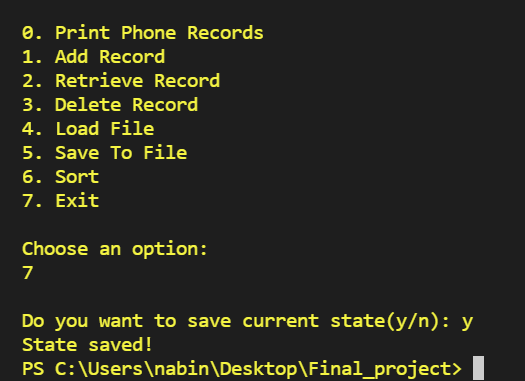 0. Print Phone Records
1. Add Record
2. Retrieve Record
3. Delete Record
4. Load File
5. Save To File
6. Sort
7. Exit
Choose an option:
7
Do you want to save current state(y/n): y
State saved!
PS C:\Users\nabin\Desktop\Final_project>